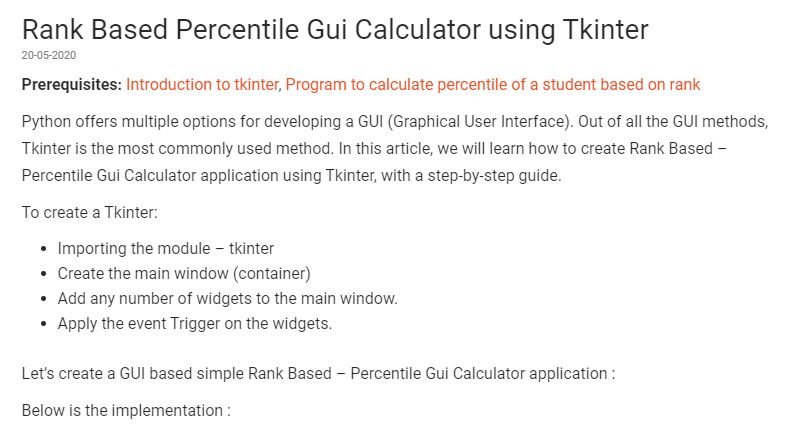 Rank Based Percentile Gui Calculator using Tkinter
20-05-2020
Prerequisites: Introduction to tkinter, Program to calculate percentile of a student based on rank
Python offers multiple options for developing a GUI (Graphical User Interface). Out of all the GUI methods,
Tkinter is the most commonly used method. In this article, we will learn how to create Rank Based –
Percentile Gui Calculator application using Tkinter, with a step-by-step guide.
To create a Tkinter:
• Importing the module – tkinter
• Create the main window (container)
• Add any number of widgets to the main window.
• Apply the event Trigger on the widgets.
Let’s create a GUI based simple Rank Based – Percentile Gui Calculator application :
Below is the implementation :